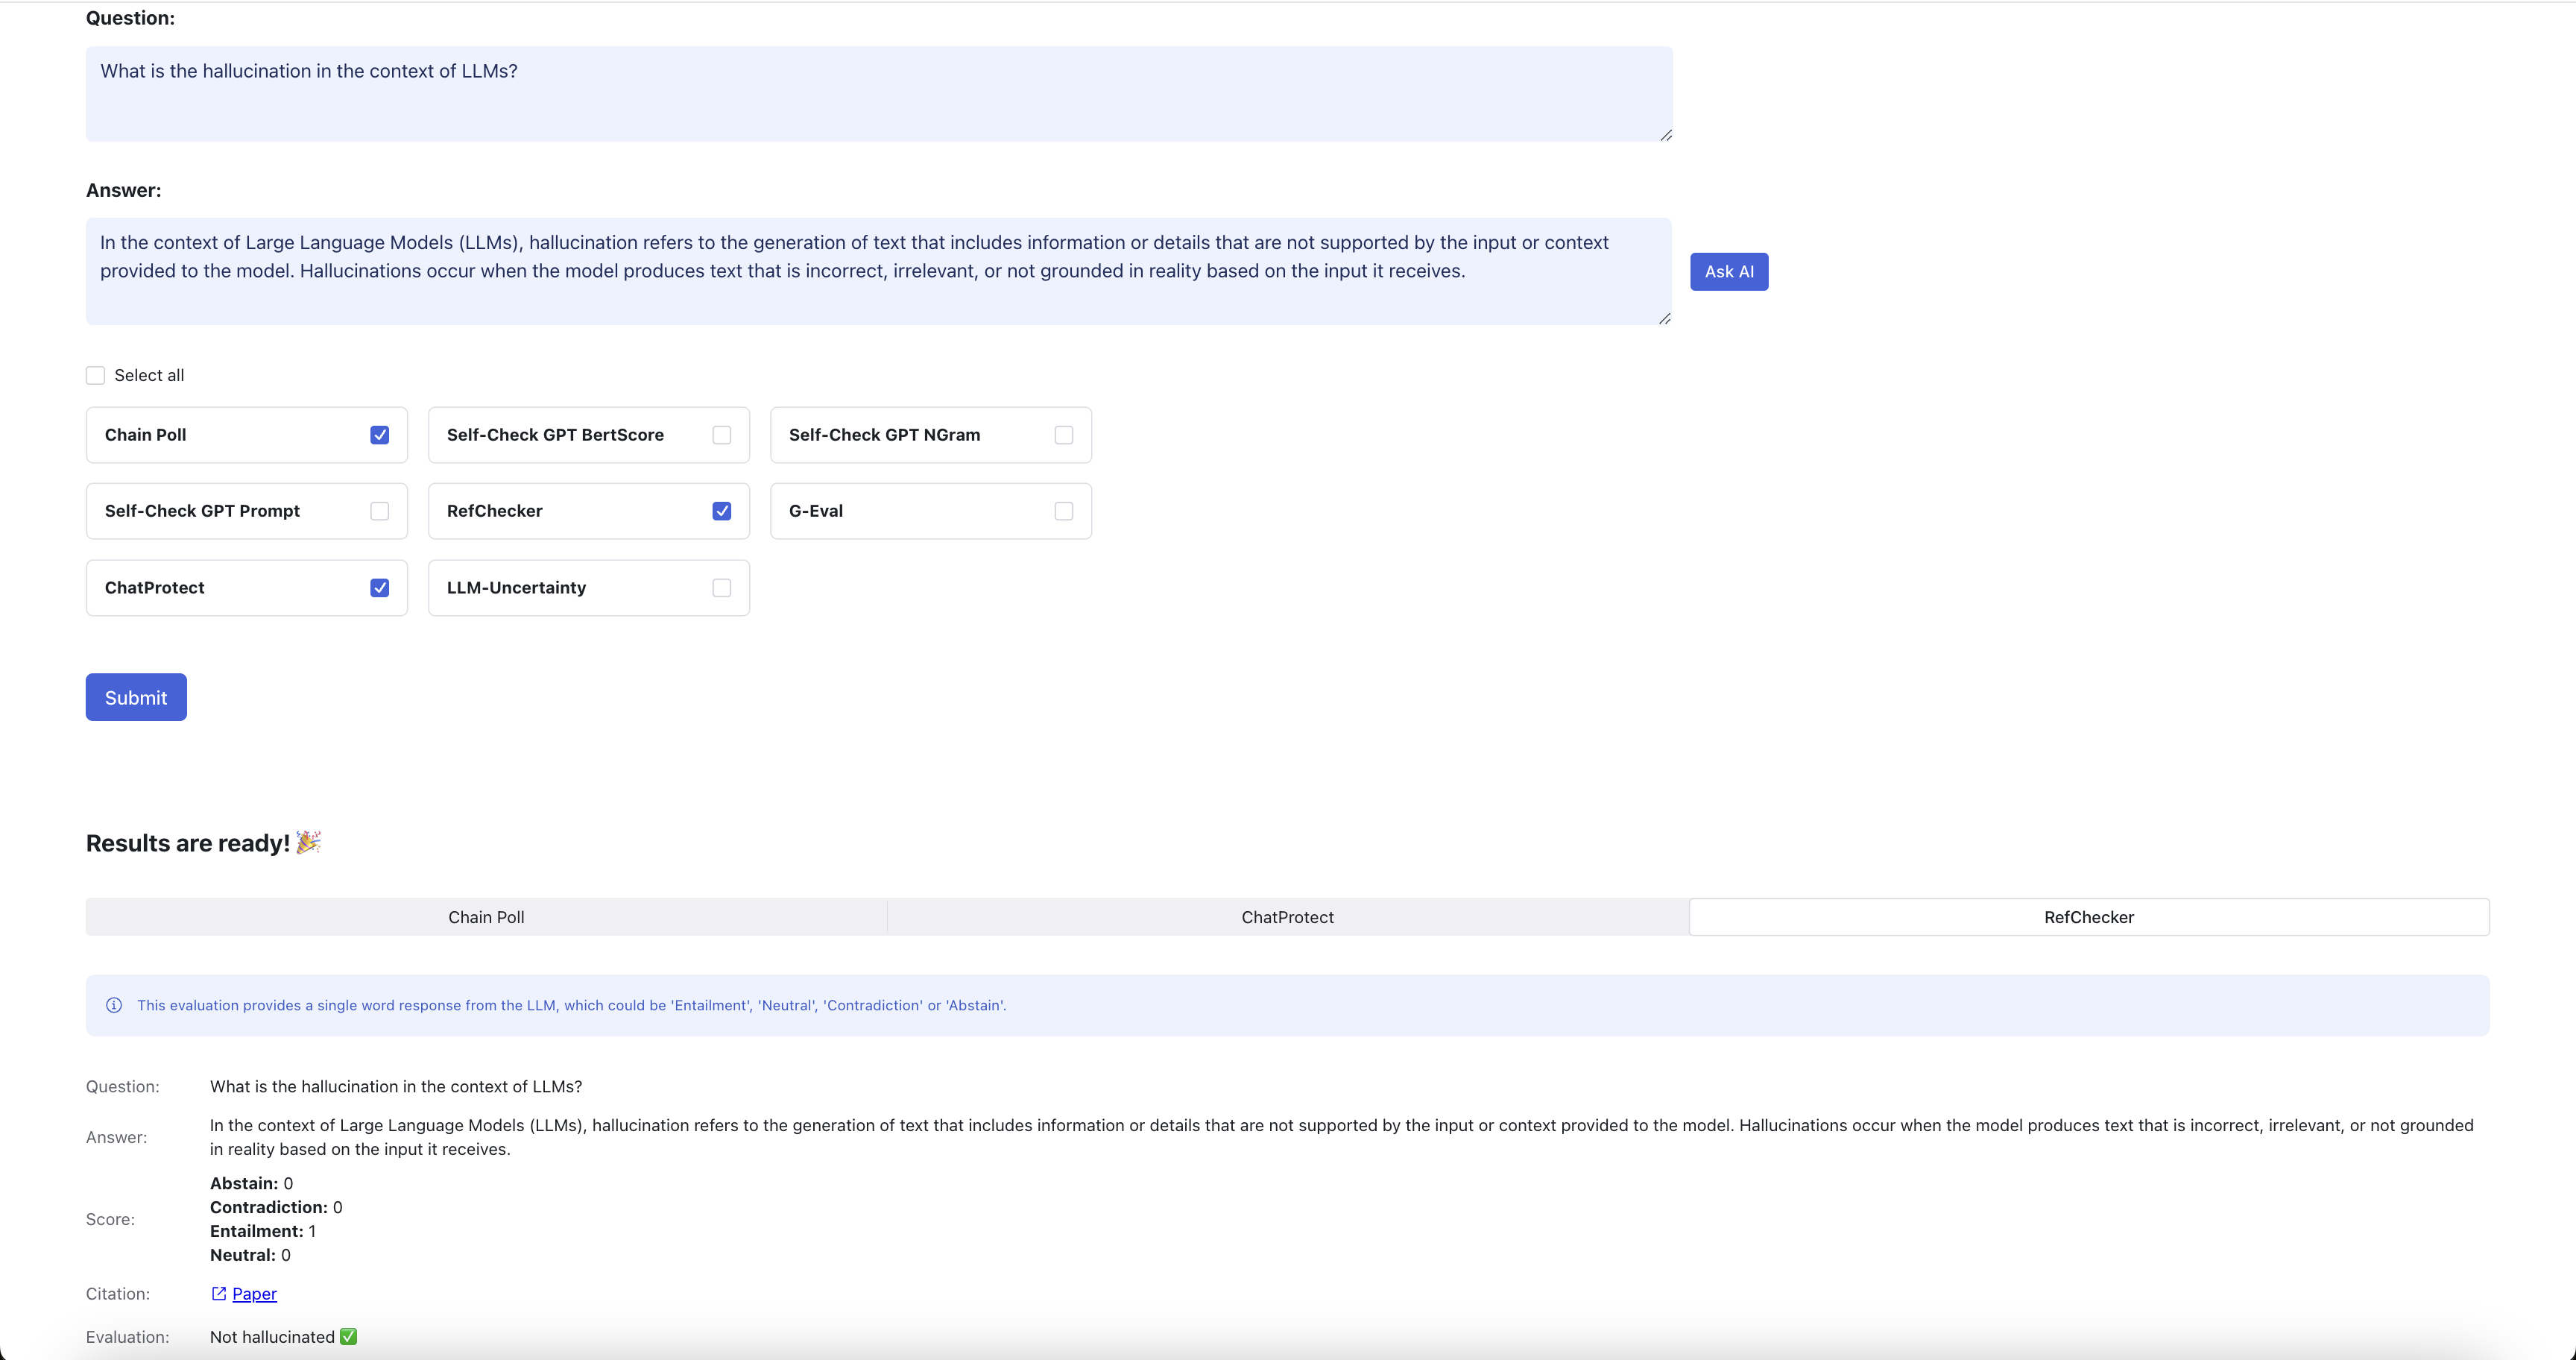 Question:
What is the hallucination in the context of LLMs?
Answer:
In the context of Large Language Models (LLMs), hallucination refers to the generation of text that includes information or details that are not supported by the input or context
provided to the model. Hallucinations occur when the model produces text that is incorrect, irrelevant, or not grounded in reality based on the input it receives.
Ask AI
Select all
Chain Poll
Self-Check GPT BertScore
Self-Check GPT NGram
Self-Check GPT Prompt
RefChecker
G-Eval
ChatProtect
LLM-Uncertainty
Submit
Results are ready! 🎉
Chain Poll
ChatProtect
RefChecker
This evaluation provides a single word response from the LLM, which could be 'Entailment', 'Neutral', 'Contradiction' or 'Abstain'.
Question: What is the hallucination in the context of LLMs?
Answer: In the context of Large Language Models (LLMs), hallucination refers to the generation of text that includes information or details that are not supported by the input or context provided to the model. Hallucinations occur when the model produces text that is incorrect, irrelevant, or not grounded
in reality based on the input it receives.
Score:
Abstain: 0
Contradiction: 0
Entailment: 1
Neutral: 0
Citation: Paper
Evaluation: Not hallucinated ✅